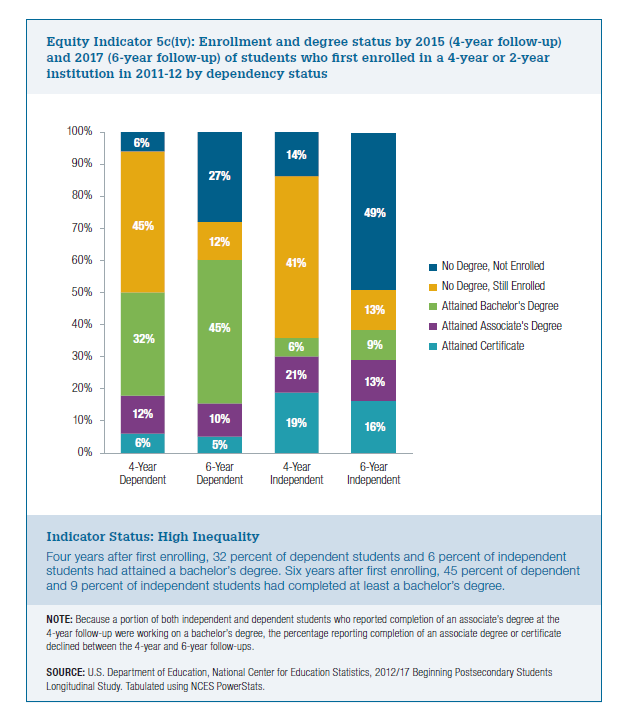 Equity Indicator 5c(iv): Enrollment and degree status by 2015 (4-year follow-up)
and 2017 (6-year follow-up) of students who first enrolled in a 4-year or 2-year
institution in 2011-12 by dependency status
100%
90%
80%
70%
60%
50%
40%
30%
20%
10%
0%
6%
45%
32%
12%
6%
27%
12%
45%
10%
5%
14%
41%
6%
21%
19%
49%
13%
9%
13%
16%
4-Year
Dependent
6-Year
Dependent
4-Year
Independent
6-Year
Independent
No Degree, Not Enrolled
No Degree, Still Enrolled
Attained Bachelor's Degree
Attained Associate's Degree
Attained Certificate
Indicator Status: High Inequality
Four years after first enrolling, 32 percent of dependent students and 6 percent of independent
students had attained a bachelor's degree. Six years after first enrolling, 45 percent of dependent
and 9 percent of independent students had completed at least a bachelor's degree.
NOTE: Because a portion of both independent and dependent students who reported completion of an associate's degree at the
4-year follow-up were working on a bachelor's degree, the percentage reporting completion of an associate degree or certificate
declined between the 4-year and 6-year follow-ups.
SOURCE: U.S. Department of Education, National Center for Education Statistics, 2012/17 Beginning Postsecondary Students
Longitudinal Study. Tabulated using NCES PowerStats.